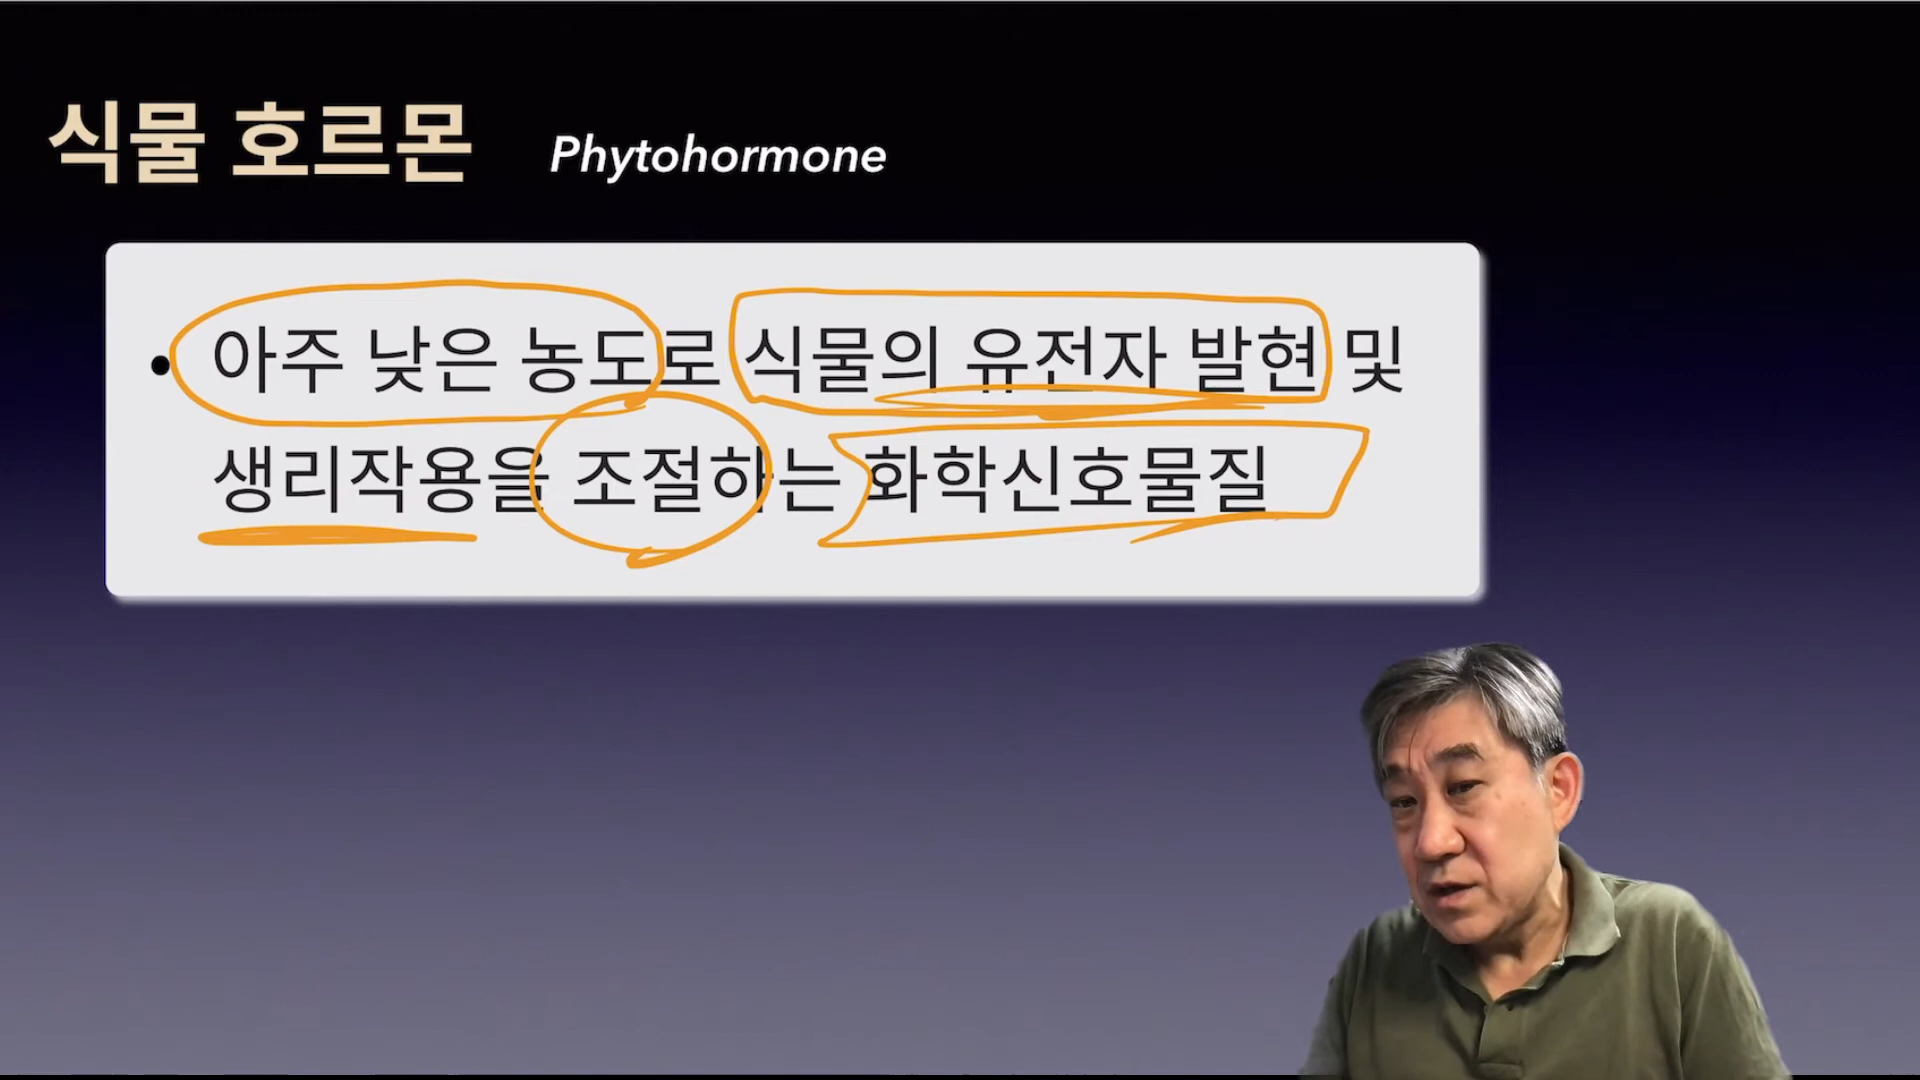 식물 호르몬 Phytohormone
• 아주 낮은 농도로 식물의 유전자 발현 및
생리작용을 조절하는 화학신호물질